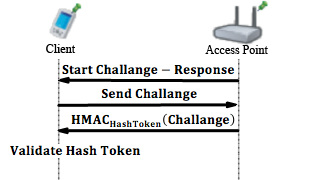 Client
Access Point
Start Challange − Response
Send Challange
HMAC_HashToken(Challange)
Validate Hash Token